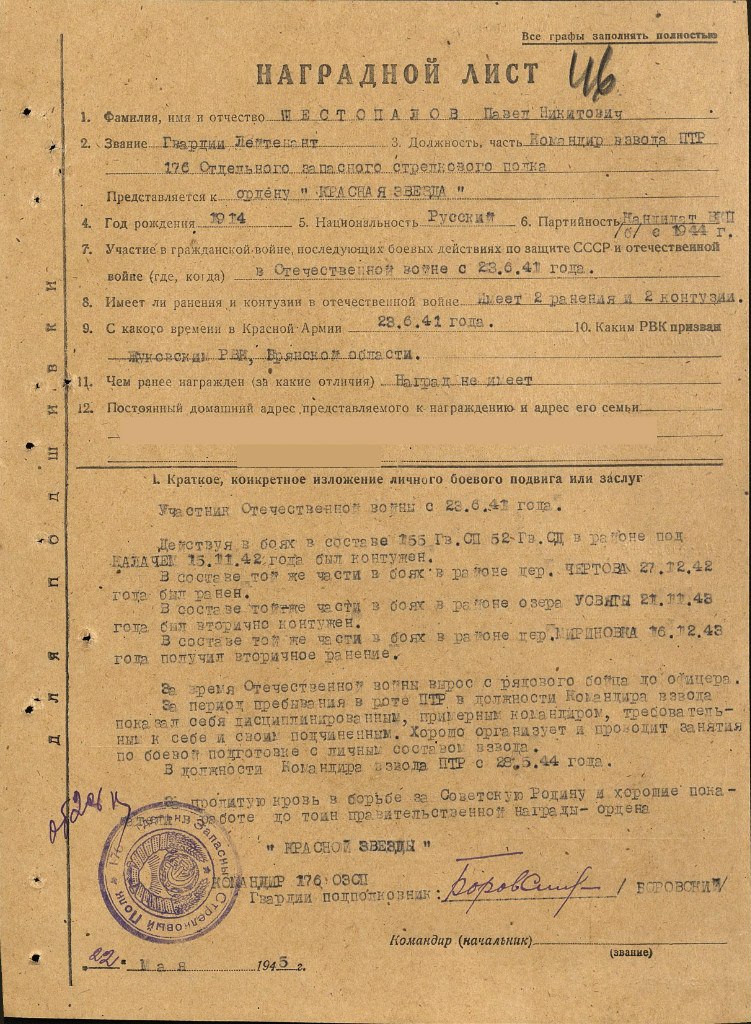 Все графы заполнять полностью
НАГРАДНОЙ ЛИСТ 46
1. Фамилия, имя и отчество ШЕСТОПАЛОВ Павел Никитович
2. Звание Гвардии Лейтенант 3. Должность, часть Командир взвода ПТР
176 Отдельного запасного стрелкового полка
Представляется к ордену " КРАСНАЯ ЗВЕЗДА "
4. Год рождения 1914 5. Национальность Русский 6. Партийность Кандидат ВКП
/б/ с 1944 г.
7. Участие в гражданской войне, последующих боевых действиях по защите СССР и отечественной
войне (где, когда) в Отечественной войне с 23.6.41 года.
8. Имеет ли ранения и контузии в отечественной войне имеет 2 ранения и 2 контузии.
9. С какого времени в Красной Армии 23.6.41 года. 10. Каким РВК призван
Жуковским РВК, Брянской области.
11. Чем ранее награжден (за какие отличия) Наград не имеет
12. Постоянный домашний адрес представляемого к награждению и адрес его семьи
I. Краткое, конкретное изложение личного боевого подвига или заслуг
Участник Отечественной войны с 23.6.41 года.
Действуя в боях в составе 155 Гв.СП 52 Гв.СД в районе под
КАЛАЧЕМ 15.11.42 года был контужен.
В составе той же части в боях в районе дер. ЧЕРТОВА 27.12.42
года был ранен.
В составе той-же части в боях в районе озера УСВЯТЫ 21.11.43
года был вторично контужен.
В составе той же части в боях в районе дер.МИРИНОВКА 16.12.43
года получил вторичное ранение.
За время Отечественной войны вырос с рядового бойца до офицера.
За период пребывания в роте ПТР в должности Командира взвода
показал себя дисциплинированным, примерным командиром, требователь-
ным к себе и своим подчиненным. Хорошо организует и проводит занятия
по боевой подготовке с личным составом взвода.
В должности Командира взвода ПТР с 28.5.44 года.
За пролитую кровь в борьбе за Советскую Родину и хорошие пока-
в работе до тоин правительственной награды- ордена
" КРАСНОЙ ЗВЕЗДЫ "
КОМАНДИР 176 ОЗСП
Гвардии подполковник: Боровский / БОРОВСКИЙ/
Командир (начальник)
(звание)
„22" Мая 1945 г.
Для подшивки
176 Запасный Стрелковый Полк